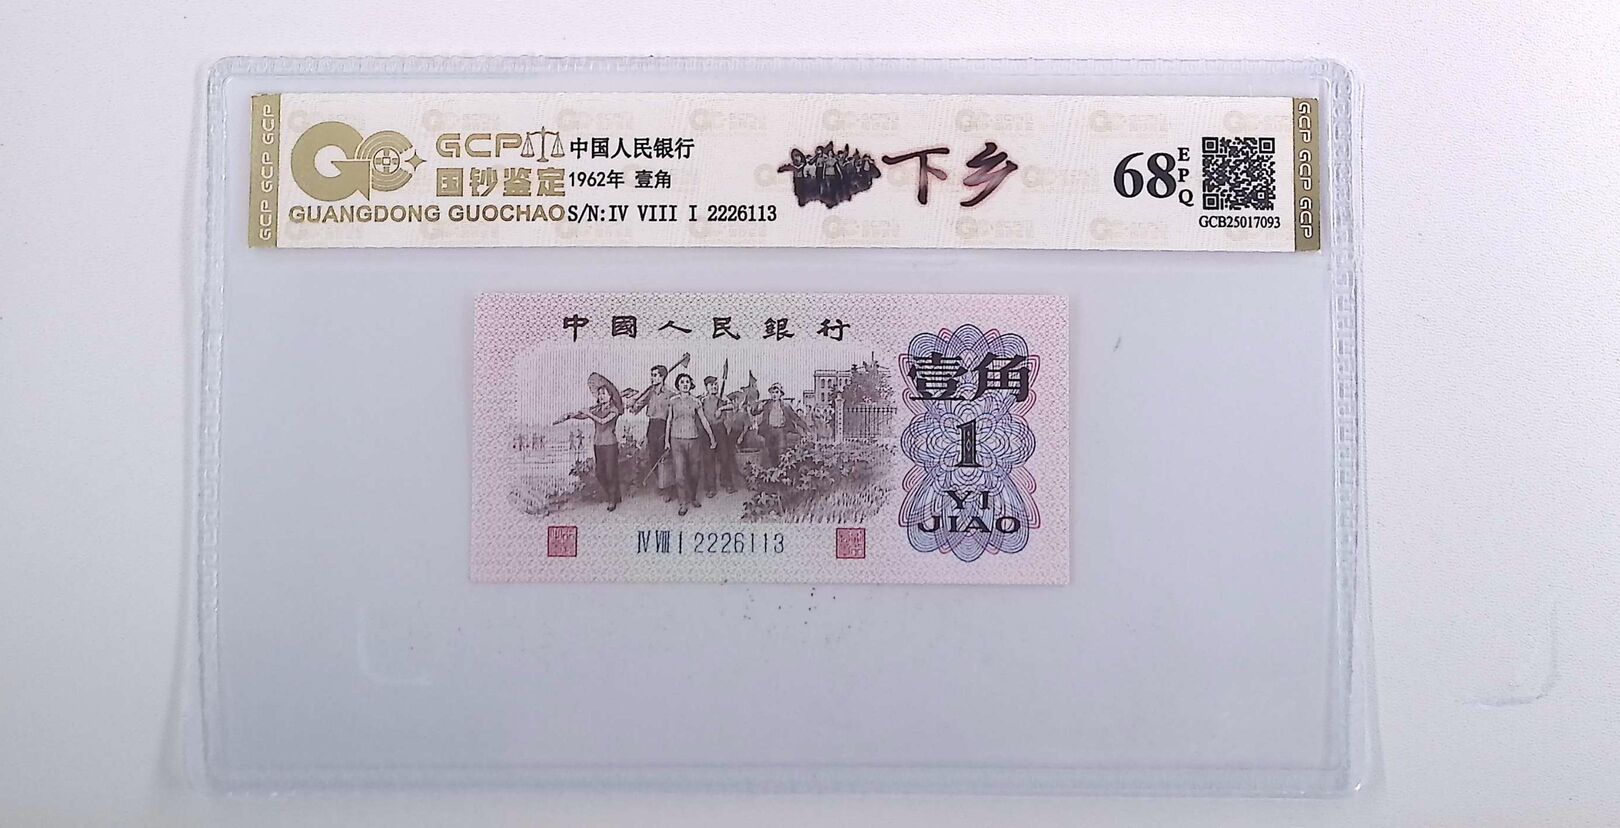 GCP GCP GCP
GCP
国钞鉴定
GUANGDONG GUOCHAO
中国人民银行
1962年 壹角
S/N: IV VIII I 2226113
下乡
68
EPQ
GCB25017093
GCP GCP GCP
中國人民銀行
壹角
1
YI
JIAO
IV VIII I 2226113